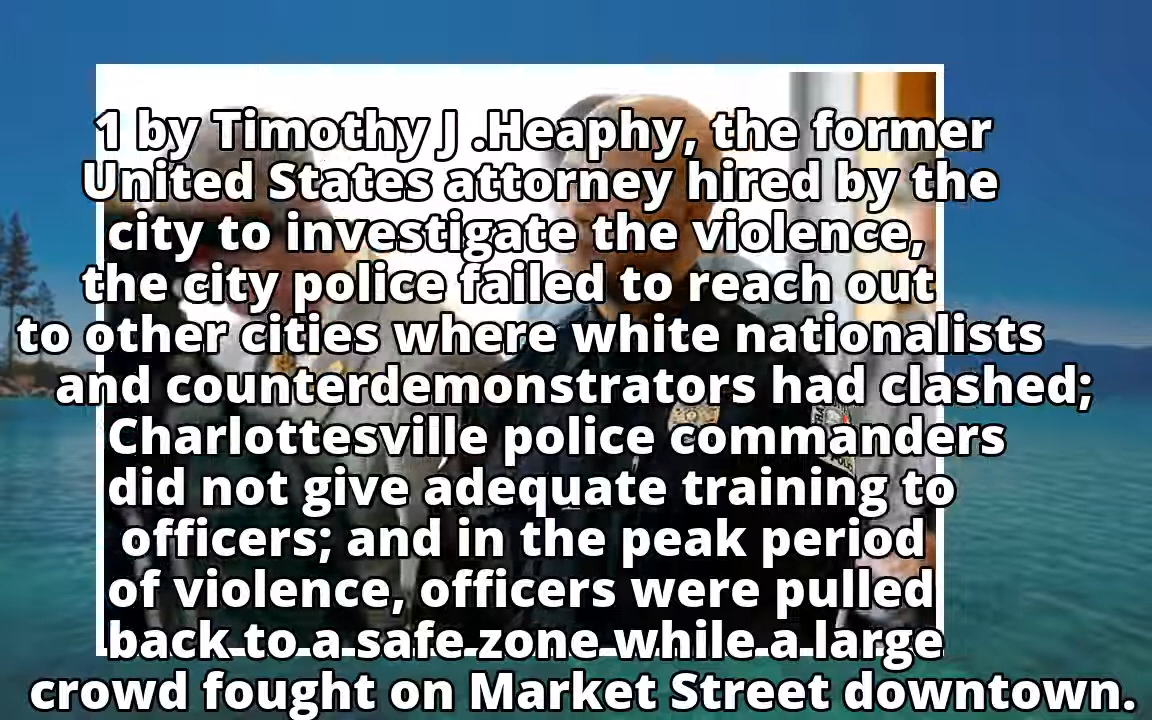 1 by Timothy J .Heaphy, the former
United States attorney hired by the
city to investigate the violence,
the city police failed to reach out
to other cities where white nationalists
and counterdemonstrators had clashed;
Charlottesville police commanders
did not give adequate training to
officers; and in the peak period
of violence, officers were pulled
back to a safe zone while a large
crowd fought on Market Street downtown.